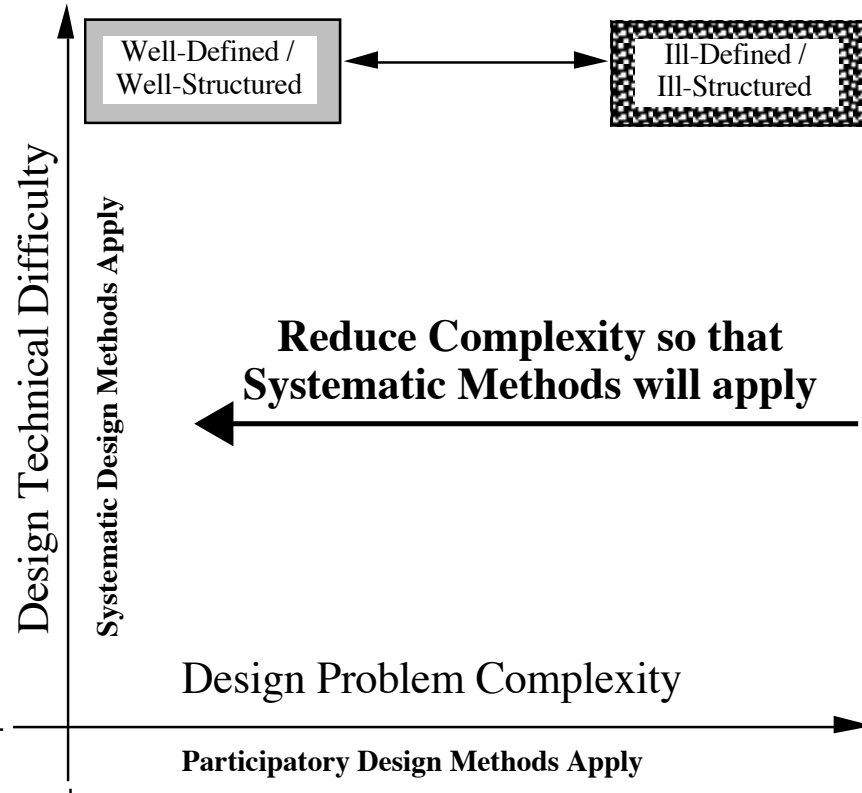 Well-Defined /
Well-Structured
Ill-Defined /
Ill-Structured
Design Technical Difficulty
Systematic Design Methods Apply
Reduce Complexity so that
Systematic Methods will apply
Design Problem Complexity
Participatory Design Methods Apply